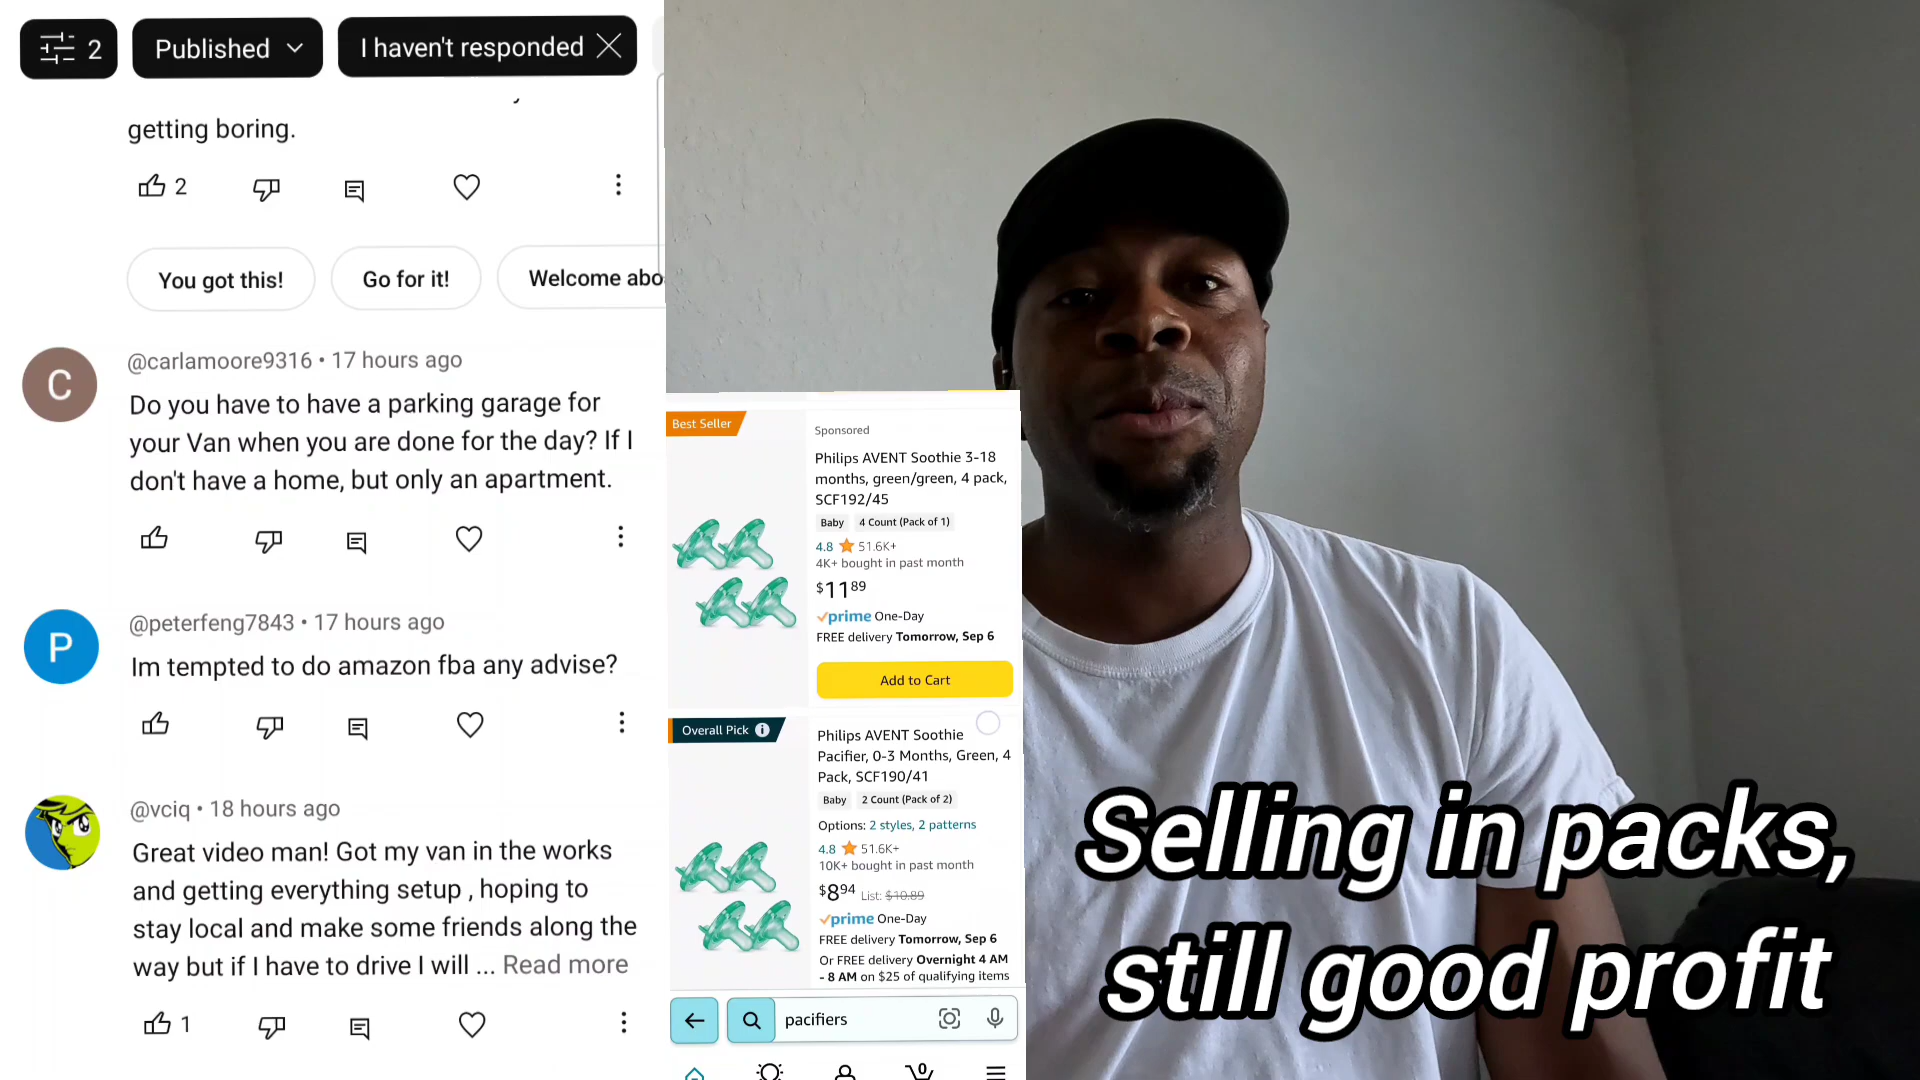 2
Published
I haven't responded
getting boring.
2
You got this!
Go for it!
Welcome abo
C
@carlamoore9316 • 17 hours ago
Do you have to have a parking garage for
your Van when you are done for the day? If I
don't have a home, but only an apartment.
P
@peterfeng7843 • 17 hours ago
Im tempted to do amazon fba any advise?
@vciq • 18 hours ago
Great video man! Got my van in the works
and getting everything setup , hoping to
stay local and make some friends along the
way but if I have to drive I will ... Read more
1
Best Seller
Sponsored
Philips AVENT Soothie 3-18
months, green/green, 4 pack,
SCF192/45
Baby 4 Count (Pack of 1)
4.8 51.6K+
4K+ bought in past month
$11 89
prime One-Day
FREE delivery Tomorrow, Sep 6
Add to Cart
Overall Pick
Philips AVENT Soothie
Pacifier, 0-3 Months, Green, 4
Pack, SCF190/41
Baby 2 Count (Pack of 2)
Options: 2 styles, 2 patterns
4.8 51.6K+
10K+ bought in past month
$8 94 List: $10.89
prime One-Day
FREE delivery Tomorrow, Sep 6
Or FREE delivery Overnight 4 AM
- 8 AM on $25 of qualifying items
pacifiers
0
Selling in packs,
still good profit